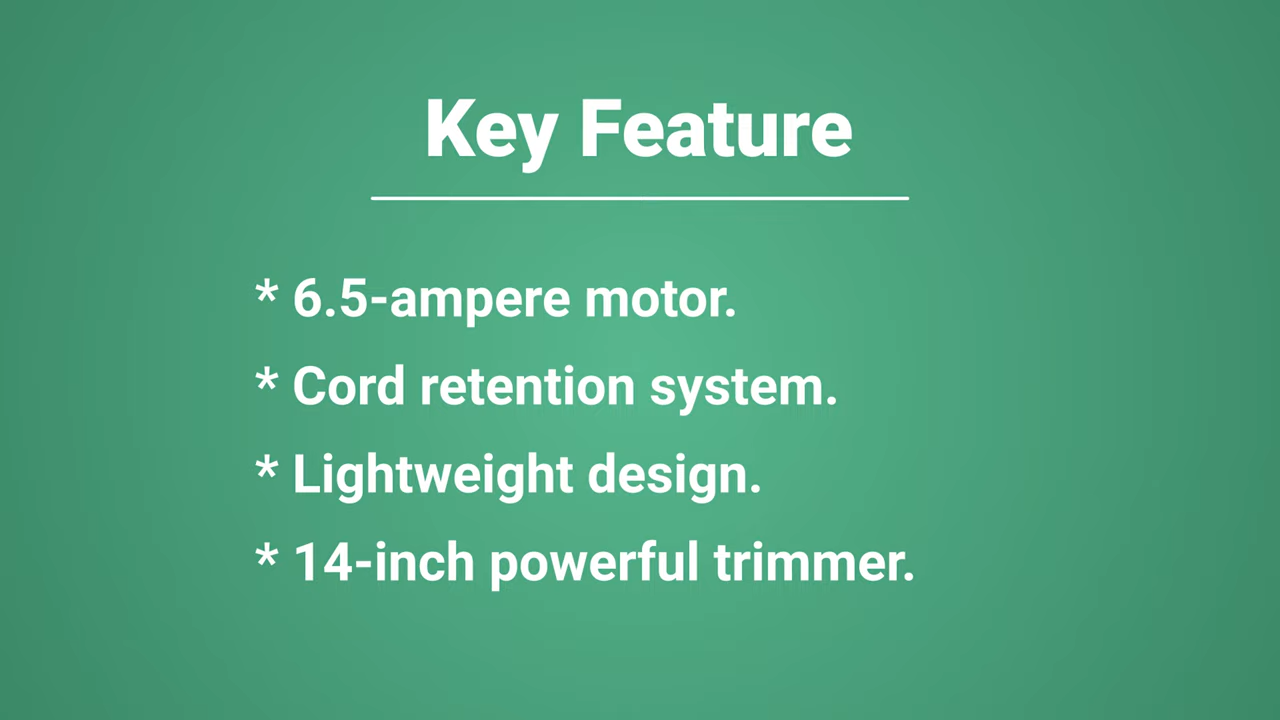 Key Feature
* 6.5-ampere motor.
* Cord retention system.
* Lightweight design.
* 14-inch powerful trimmer.